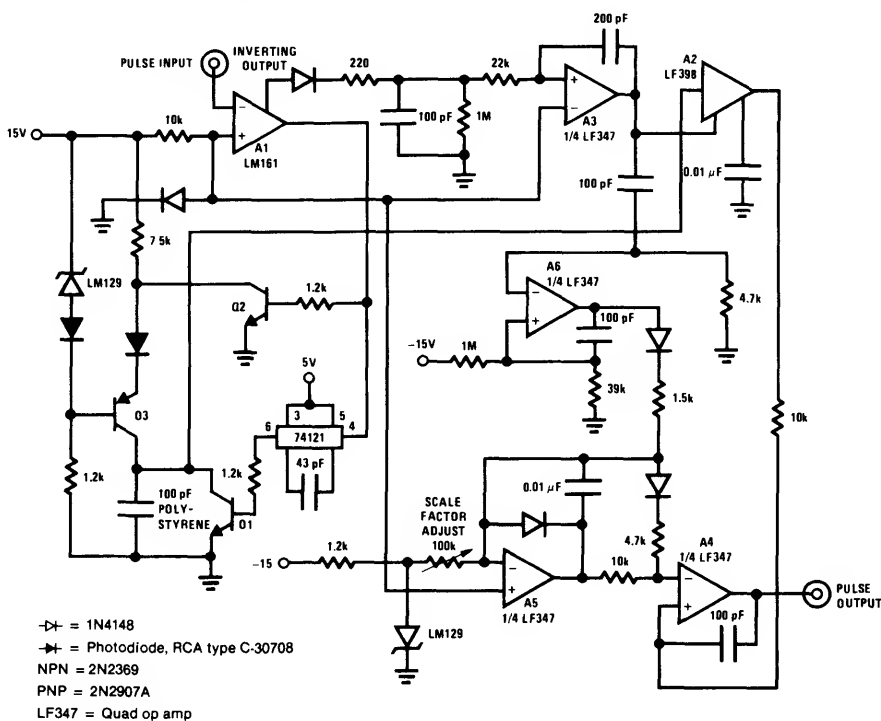 200 pF
PULSE INPUT
INVERTING
OUTPUT
220
22k
A2
LF398
15V
10k
A1
LM161
100 pF
1M
A3
1/4 LF347
0.01 μF
100 pF
7 5k
LM129
Q2
1.2k
A6
1/4 LF347
100 pF
4.7k
-15V
1M
39k
5V
1.5k
Q3
3
5
6
74121
4
10k
1.2k
43 pF
1.2k
100 pF
POLY-
STYRENE
Q1
SCALE
FACTOR
ADJUST
0.01 μF
4.7k
A4
1/4 LF347
-15
1.2k
100k
10k
A5
1/4 LF347
PULSE
OUTPUT
LM129
100 pF
= 1N4148
= Photodiode, RCA type C-30708
NPN = 2N2369
PNP = 2N2907A
LF347 = Quad op amp